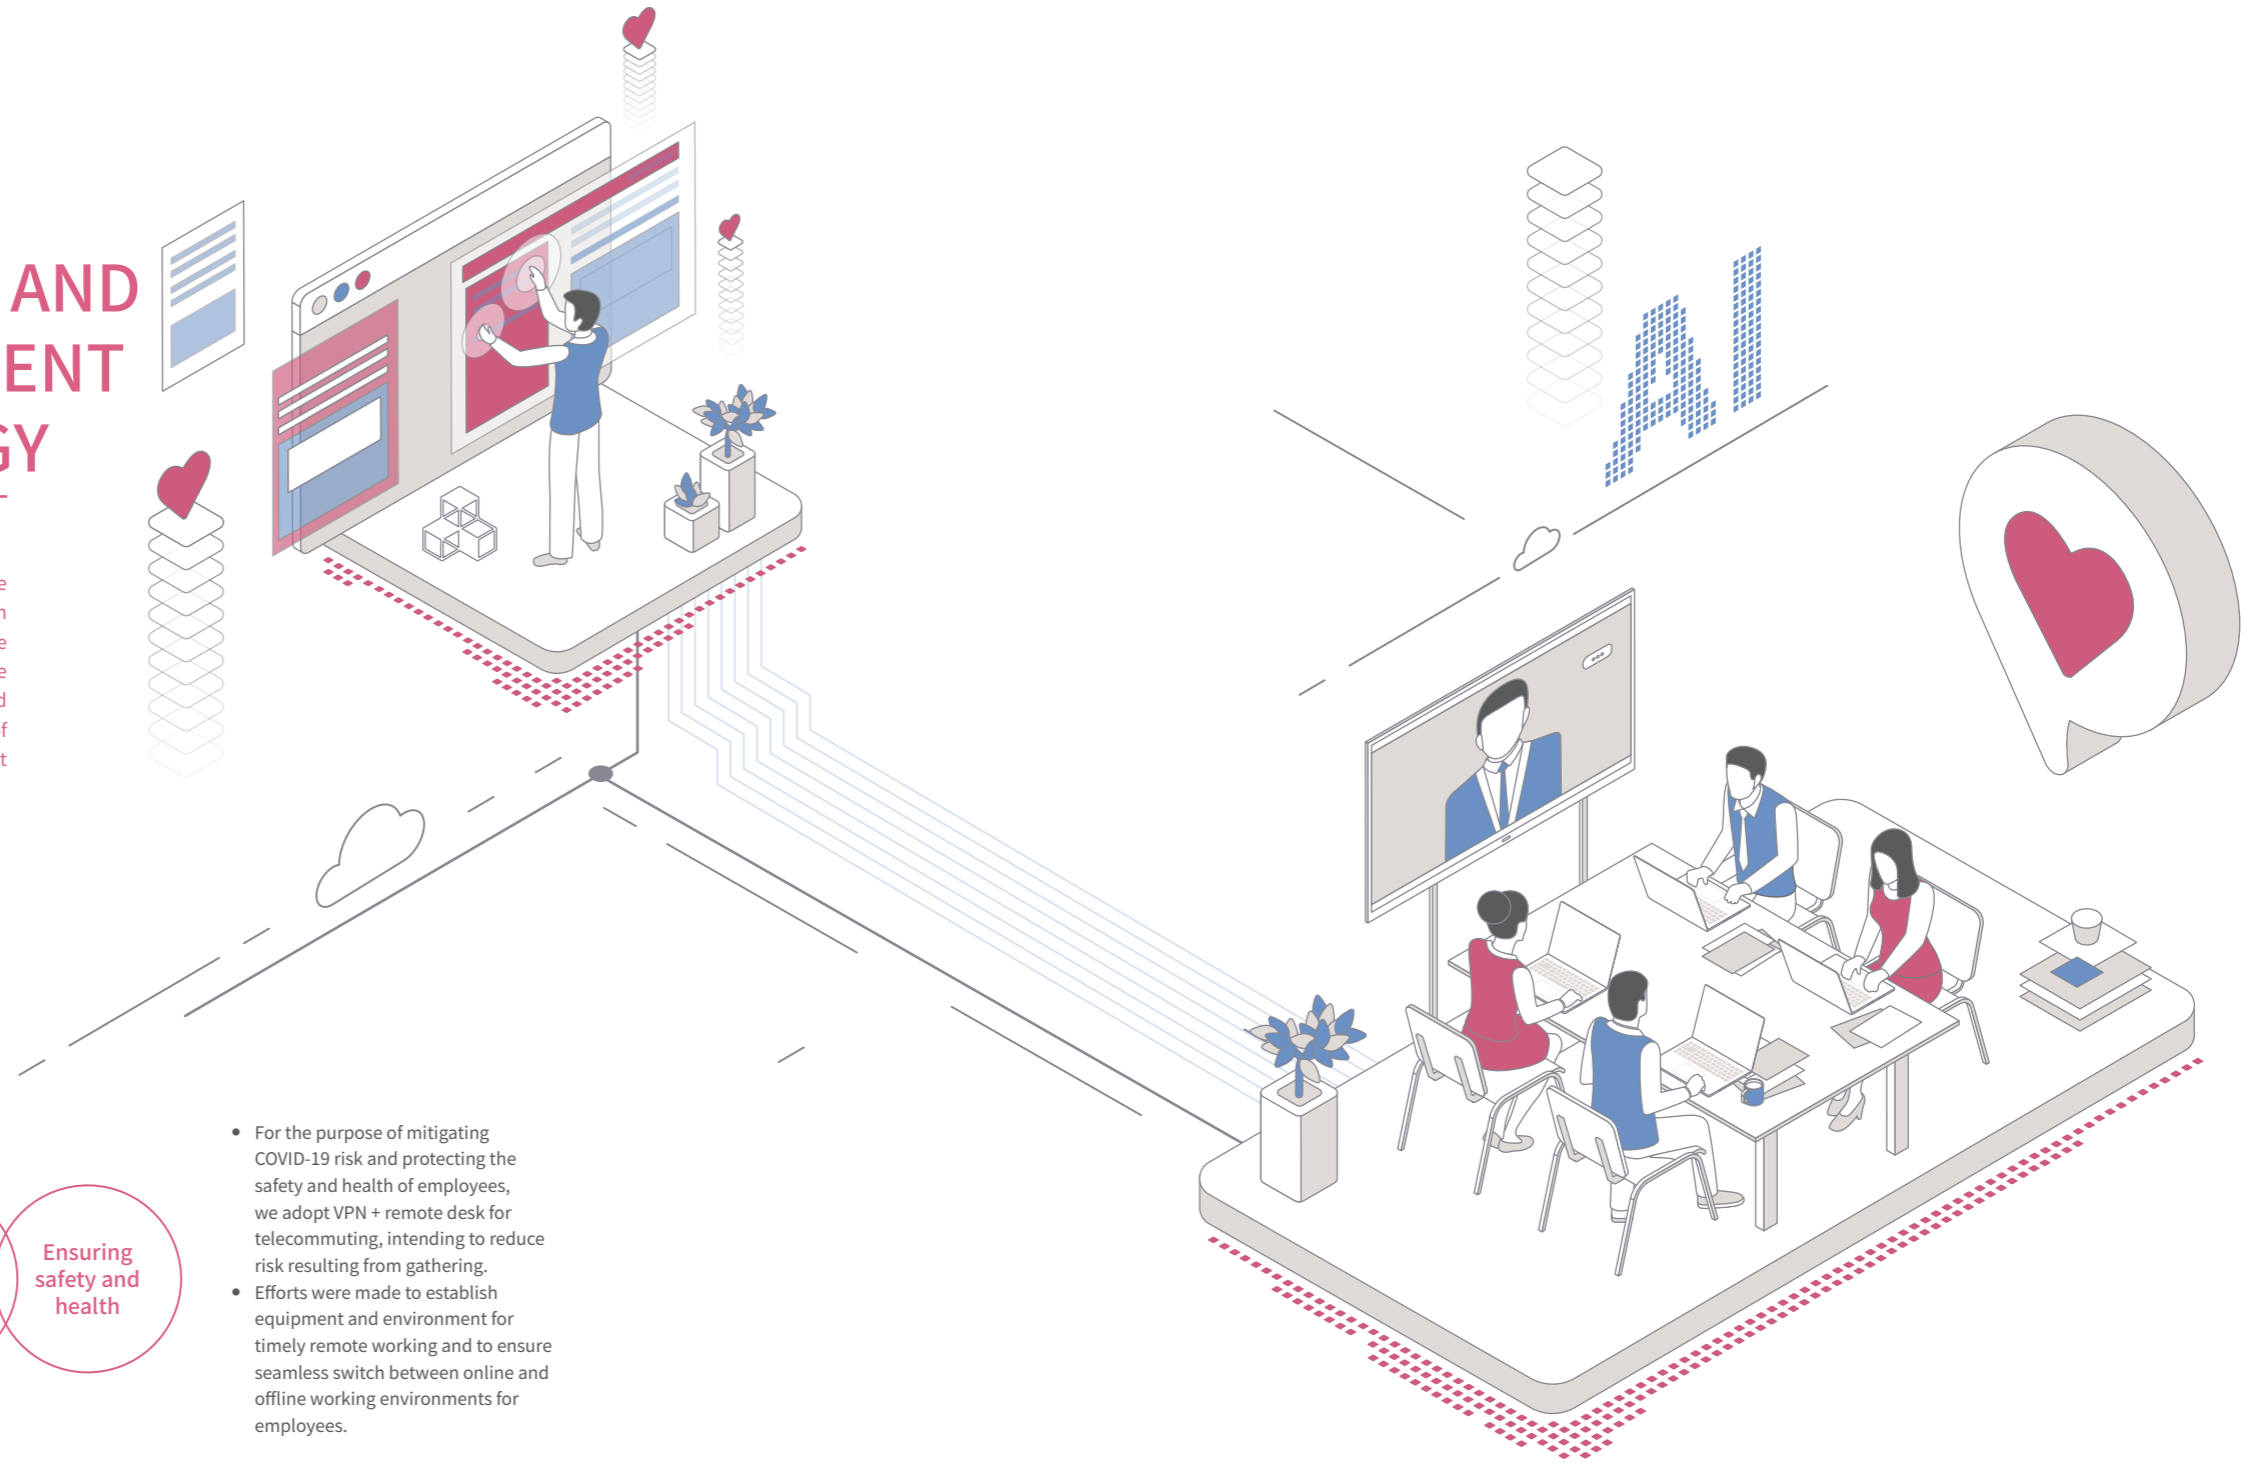 AND
ENT
GY
e
n
e
e
d
of
t
AI
Ensuring
safety and
health
• For the purpose of mitigating
COVID-19 risk and protecting the
safety and health of employees,
we adopt VPN + remote desk for
telecommuting, intending to reduce
risk resulting from gathering.
• Efforts were made to establish
equipment and environment for
timely remote working and to ensure
seamless switch between online and
offline working environments for
employees.